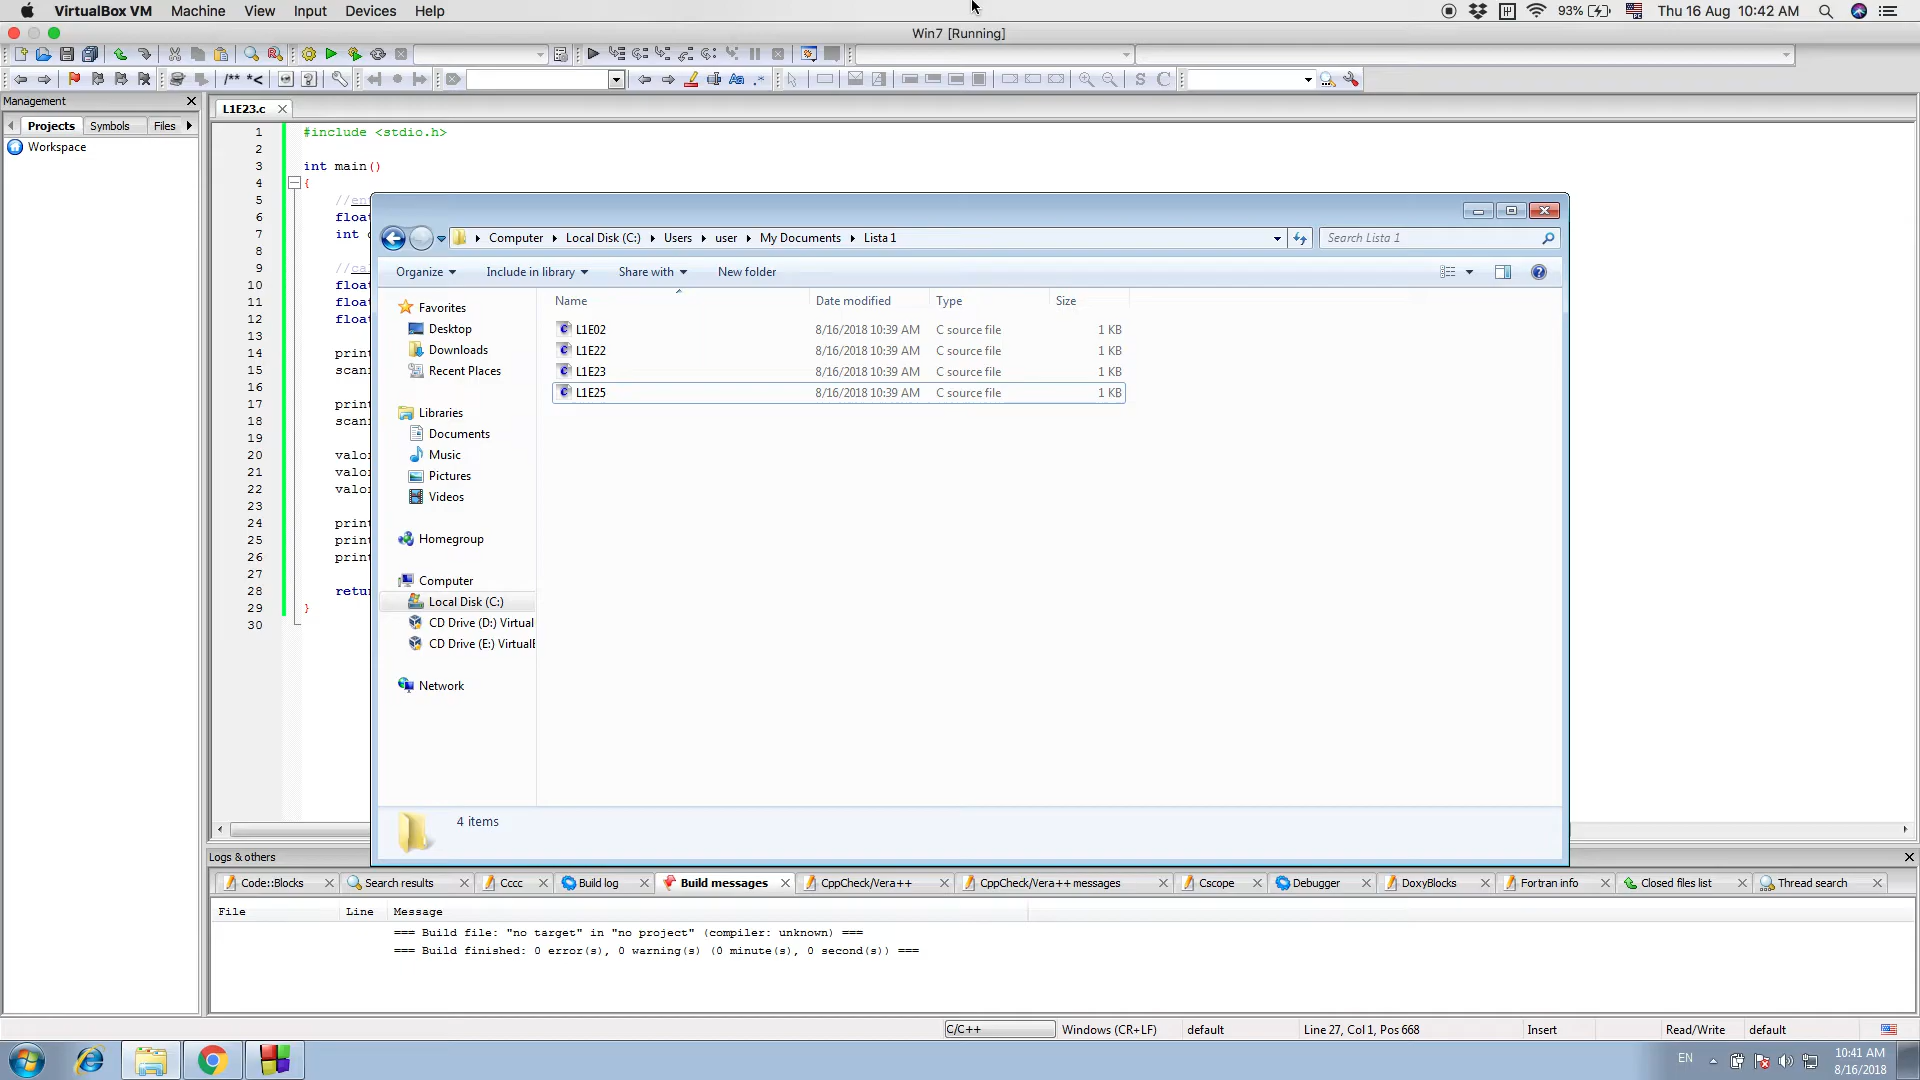 VirtualBox VM Machine View Input Devices Help 93% Thu 16 Aug 10:42 AM
Win7 [Running]
/** *<
Aa .* S C
Management
Projects Symbols Files
Workspace
L1E23.c
1 #include <stdio.h>
2
3 int main()
4 {
5
6 float
7 int
8
9
10 float
11 float
12 float
13
14 print
15 scan
16
17 print
18 scan
19
20 valo
21 valo
22 valo
23
24 print
25 print
26 print
27
28 retu
29 }
30
Computer Local Disk (C:) Users user My Documents Lista 1
Search Lista 1
Organize Include in library Share with New folder
Favorites
Desktop
Downloads
Recent Places
Libraries
Documents
Music
Pictures
Videos
Homegroup
Computer
Local Disk (C:)
CD Drive (D:) Virtual
CD Drive (E:) Virtual
Network
Name Date modified Type Size
L1E02 8/16/2018 10:39 AM C source file 1 KB
L1E22 8/16/2018 10:39 AM C source file 1 KB
L1E23 8/16/2018 10:39 AM C source file 1 KB
L1E25 8/16/2018 10:39 AM C source file 1 KB
4 items
Logs & others
Code::Blocks Search results Cccc Build log Build messages CppCheck/Vera++ CppCheck/Vera++ messages Cscope Debugger DoxyBlocks Fortran info Closed files list Thread search
File Line Message
=== Build file: "no target" in "no project" (compiler: unknown) ===
=== Build finished: 0 error(s), 0 warning(s) (0 minute(s), 0 second(s)) ===
C/C++ Windows (CR+LF) default Line 27, Col 1, Pos 668 Insert Read/Write default
EN 10:41 AM
8/16/2018